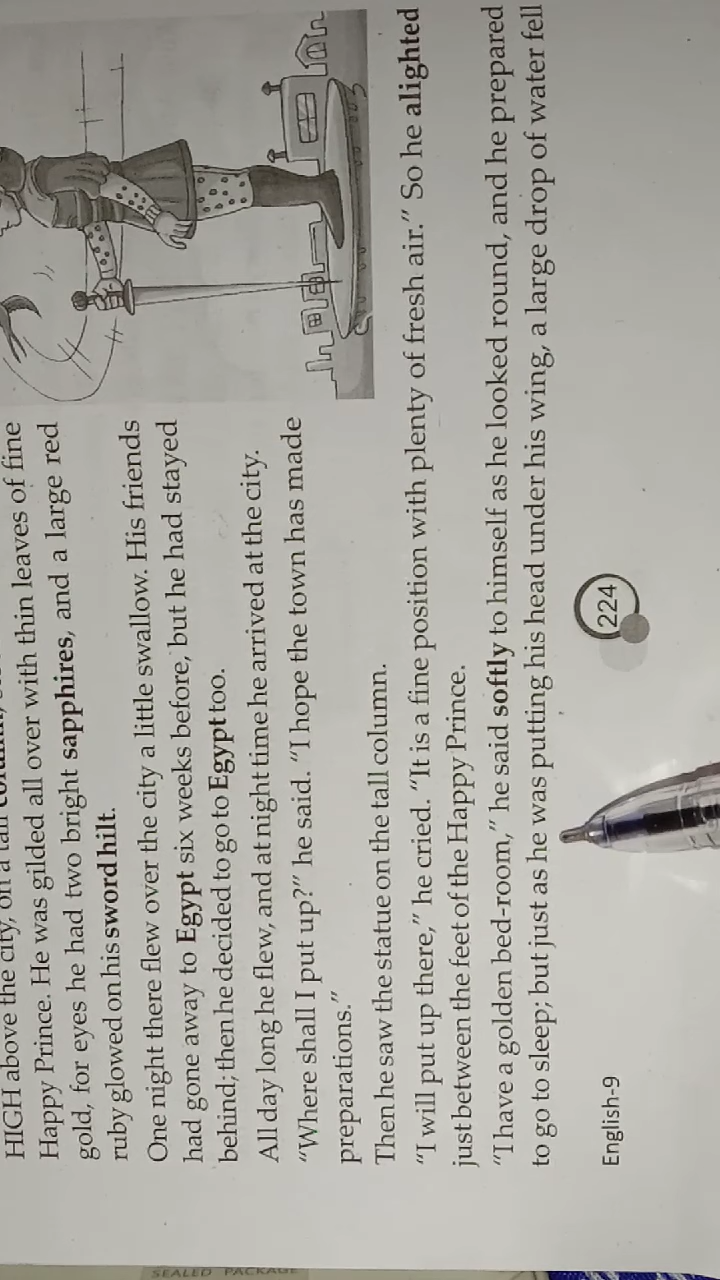 HIGH above the city, on a tall column,
Happy Prince. He was gilded all over with thin leaves of fine
gold, for eyes he had two bright sapphires, and a large red
ruby glowed on his sword hilt.
One night there flew over the city a little swallow. His friends
had gone away to Egypt six weeks before, but he had stayed
behind; then he decided to go to Egypt too.
All day long he flew, and at night time he arrived at the city.
“Where shall I put up?” he said. “I hope the town has made
preparations.”
Then he saw the statue on the tall column.
“I will put up there,” he cried. “It is a fine position with plenty of fresh air.” So he alighted
just between the feet of the Happy Prince.
“I have a golden bed-room,” he said softly to himself as he looked round, and he prepared
to go to sleep; but just as he was putting his head under his wing, a large drop of water fell
English-9
224
SEALED PACKAGE